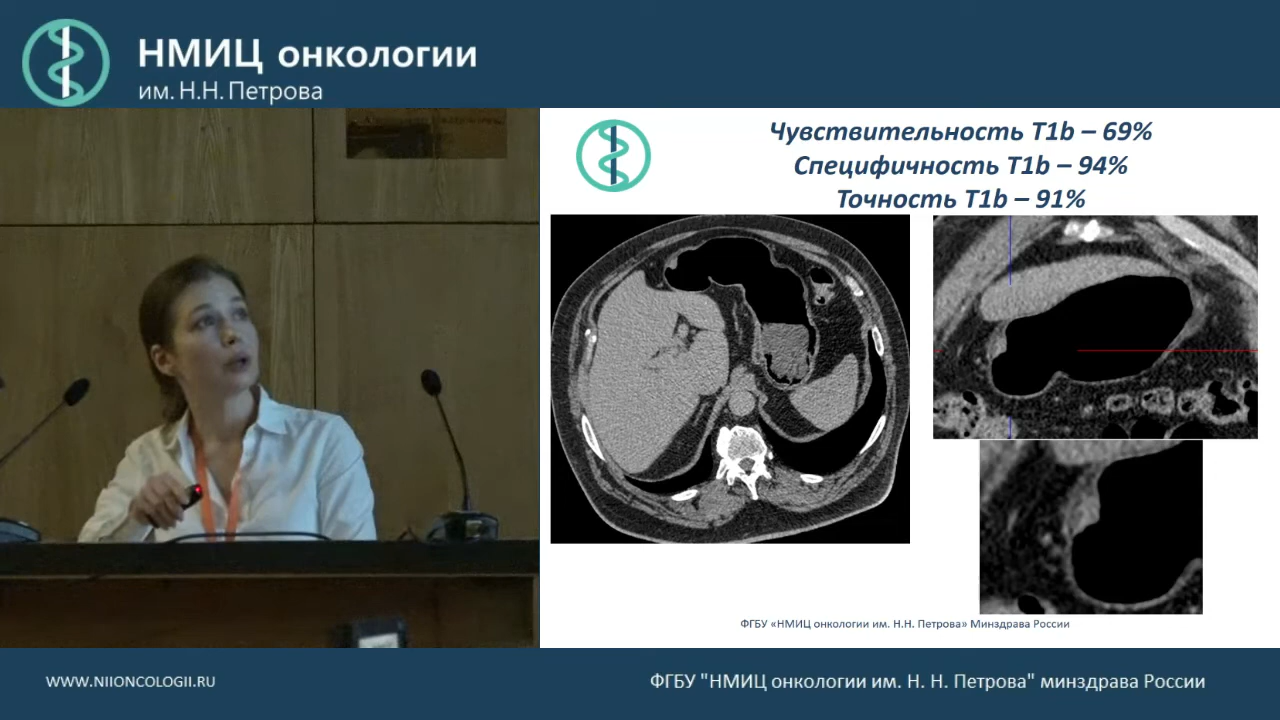 НМИЦ онкологии
им. Н.Н. Петрова
Чувствительность T1b – 69%
Специфичность T1b – 94%
Точность T1b – 91%
ФГБУ «НМИЦ онкологии им. Н.Н. Петрова» Минздрава России
WWW.NIIONCOLOGII.RU
ФГБУ "НМИЦ онкологии им. Н. Н. Петрова" минздрава России